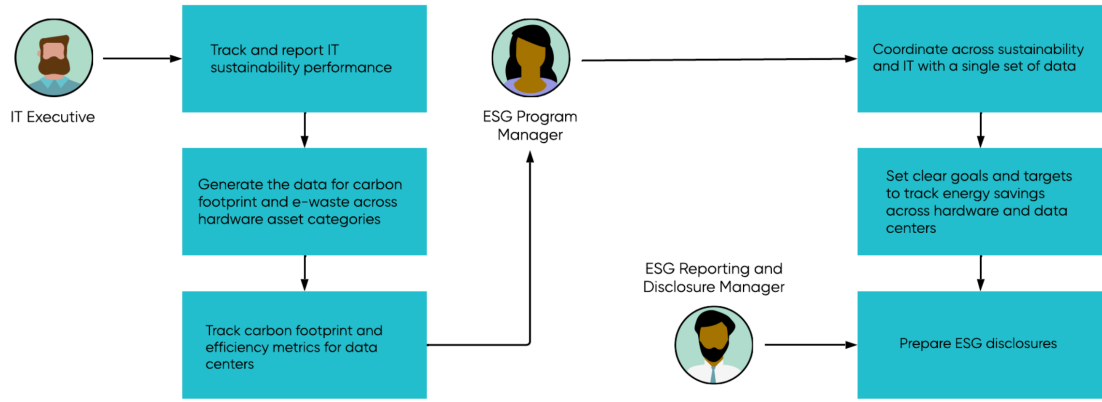 IT Executive
Track and report IT
sustainability performance
Generate the data for carbon
footprint and e-waste across
hardware asset categories
Track carbon footprint and
efficiency metrics for data
centers
ESG Program
Manager
Coordinate across sustainability
and IT with a single set of data
Set clear goals and targets
to track energy savings
across hardware and data
centers
ESG Reporting and
Disclosure Manager
Prepare ESG disclosures